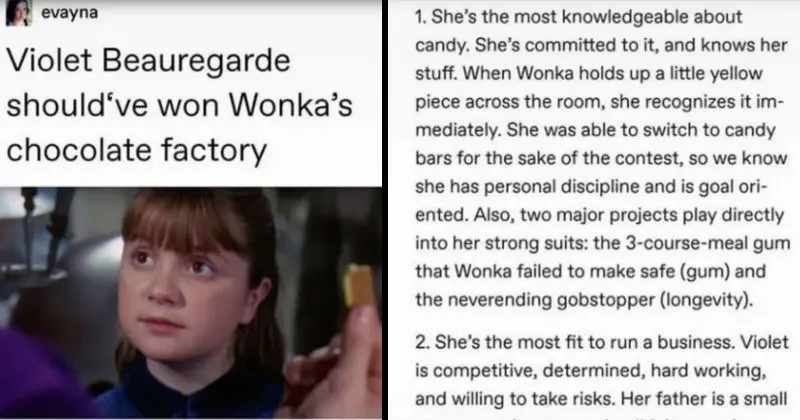 evayna
Violet Beauregarde
should‘ve won Wonka’s
chocolate factory
1. She’s the most knowledgeable about
candy. She’s committed to it, and knows her
stuff. When Wonka holds up a little yellow
piece across the room, she recognizes it im-
mediately. She was able to switch to candy
bars for the sake of the contest, so we know
she has personal discipline and is goal ori-
ented. Also, two major projects play directly
into her strong suits: the 3-course-meal gum
that Wonka failed to make safe (gum) and
the neverending gobstopper (longevity).
2. She’s the most fit to run a business. Violet
is competitive, determined, hard working,
and willing to take risks. Her father is a small